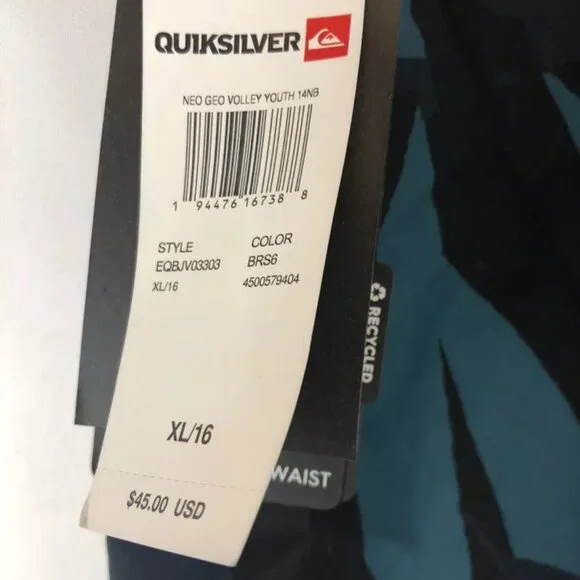 QUIKSILVER
NEO GEO VOLLEY YOUTH 14NB
1 94476 16738 8
STYLE COLOR
EQBJV03303 BRS6
XL/16 4500579404
RECYCLED
XL/16
WAIST
$45.00 USD